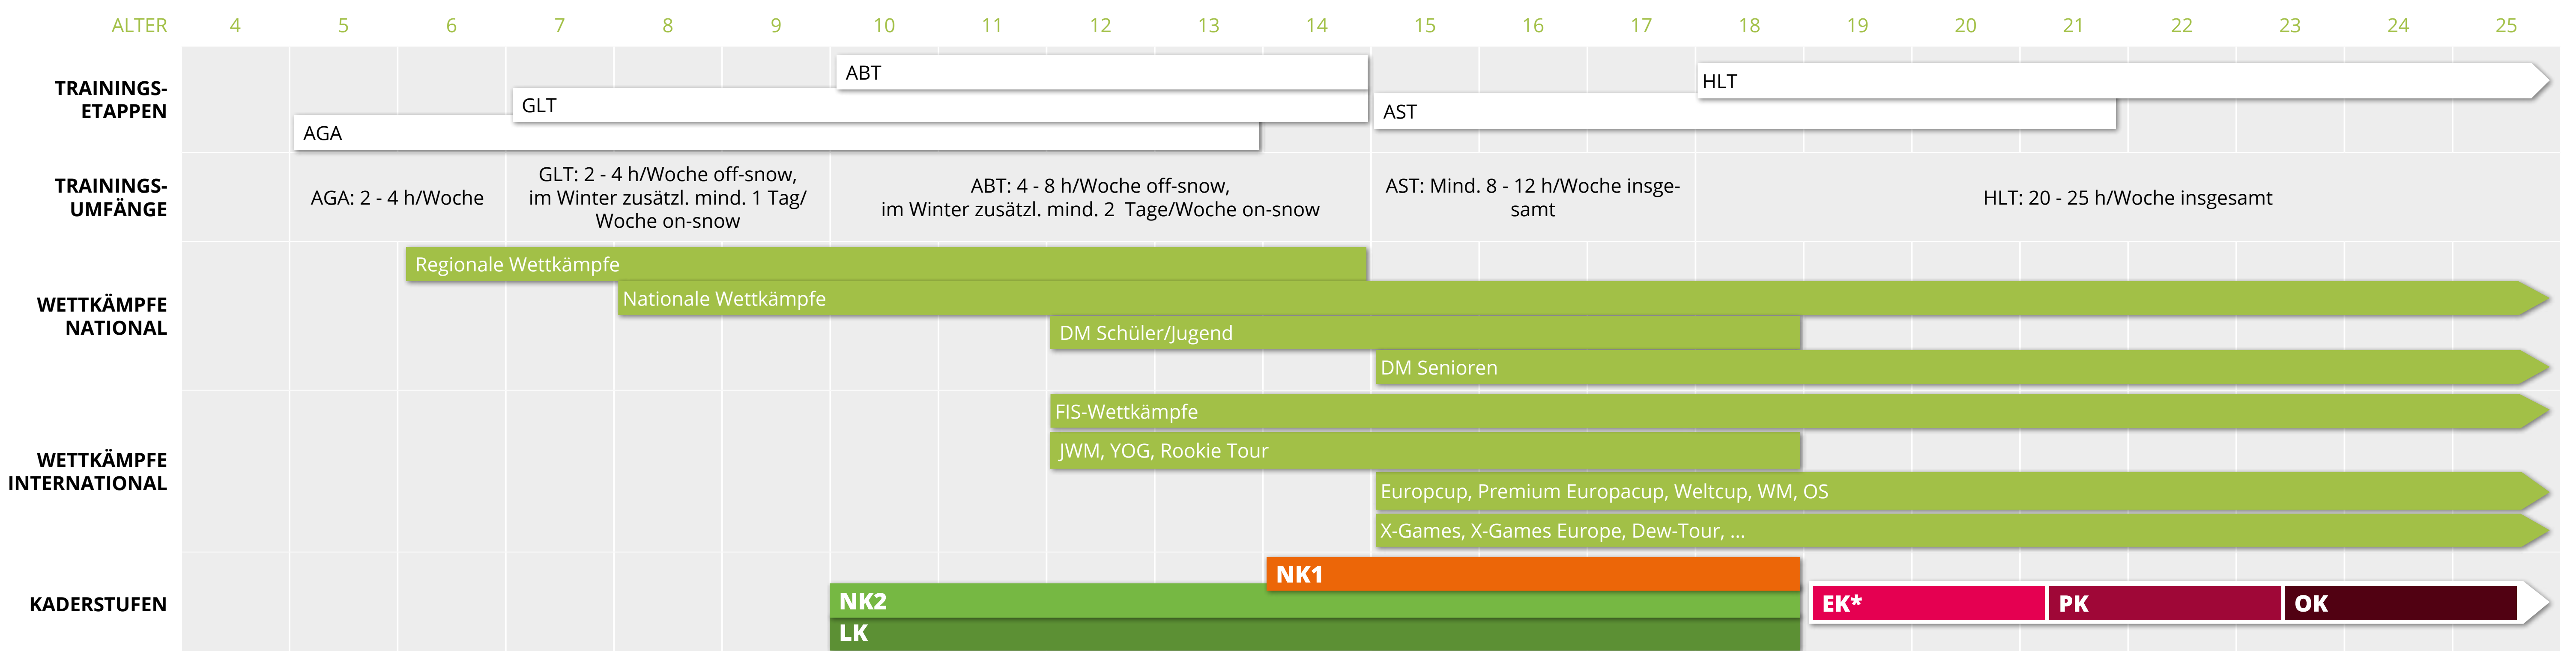 ALTER 4 5 6 7 8 9 10 11 12 13 14 15 16 17 18 19 20 21 22 23 24 25
TRAININGS-
ETAPPEN
ABT
GLT
AGA
HLT
AST
TRAININGS-
UMFÄNGE
AGA: 2 - 4 h/Woche
GLT: 2 - 4 h/Woche off-snow,
im Winter zusätzl. mind. 1 Tag/
Woche on-snow
ABT: 4 - 8 h/Woche off-snow,
im Winter zusätzl. mind. 2 Tage/Woche on-snow
AST: Mind. 8 - 12 h/Woche insge-
samt
HLT: 20 - 25 h/Woche insgesamt
WETTKÄMPFE
NATIONAL
Regionale Wettkämpfe
Nationale Wettkämpfe
DM Schüler/Jugend
DM Senioren
WETTKÄMPFE
INTERNATIONAL
FIS-Wettkämpfe
JWM, YOG, Rookie Tour
Europcup, Premium Europacup, Weltcup, WM, OS
X-Games, X-Games Europe, Dew-Tour, ...
KADERSTUFEN
NK1
NK2
LK
EK*
PK
OK